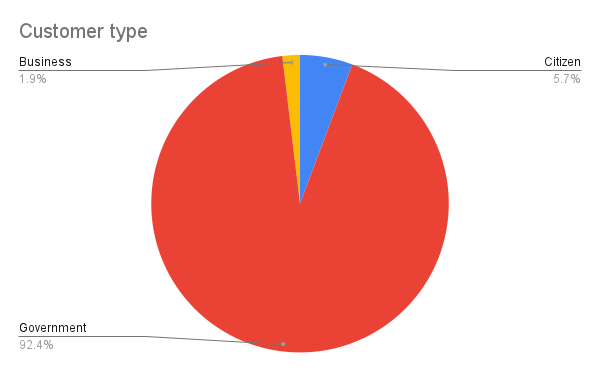 Customer type
Business
1.9%
Citizen
5.7%
Government
92.4%